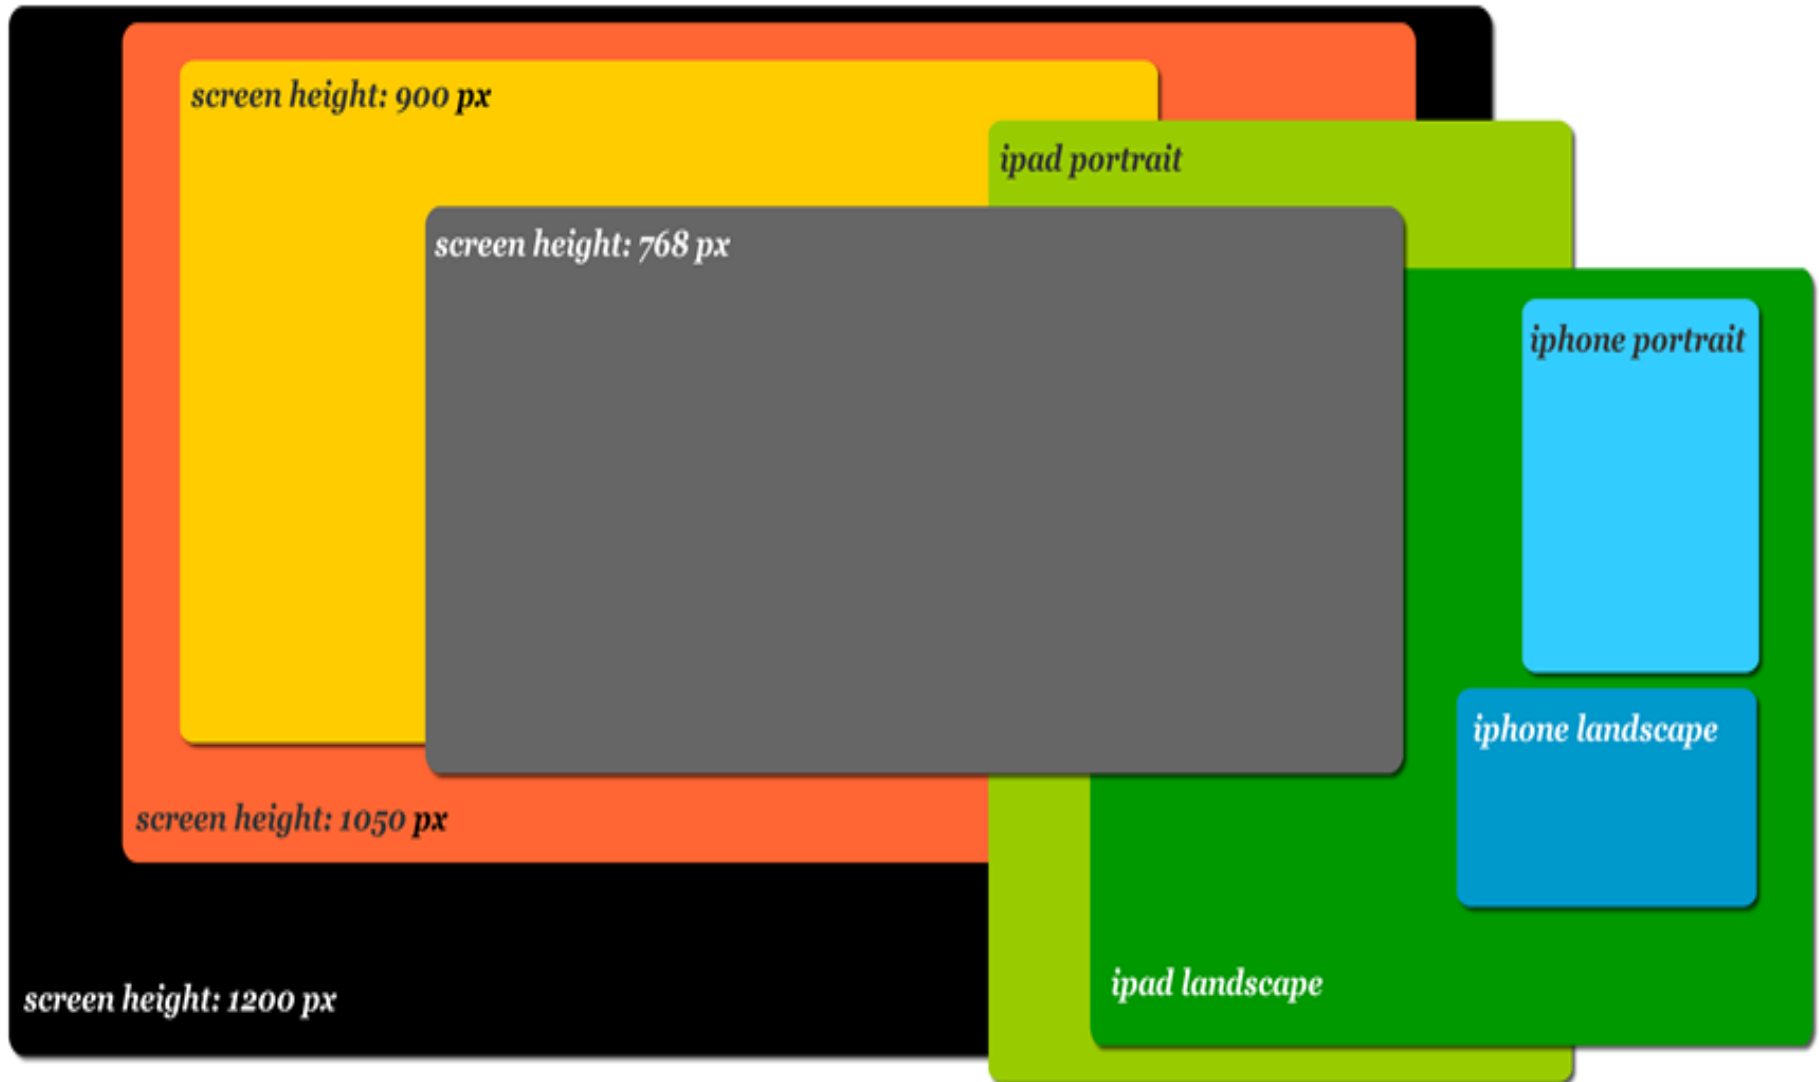 screen height: 900 px
ipad portrait
screen height: 768 px
iphone portrait
iphone landscape
screen height: 1050 px
ipad landscape
screen height: 1200 px